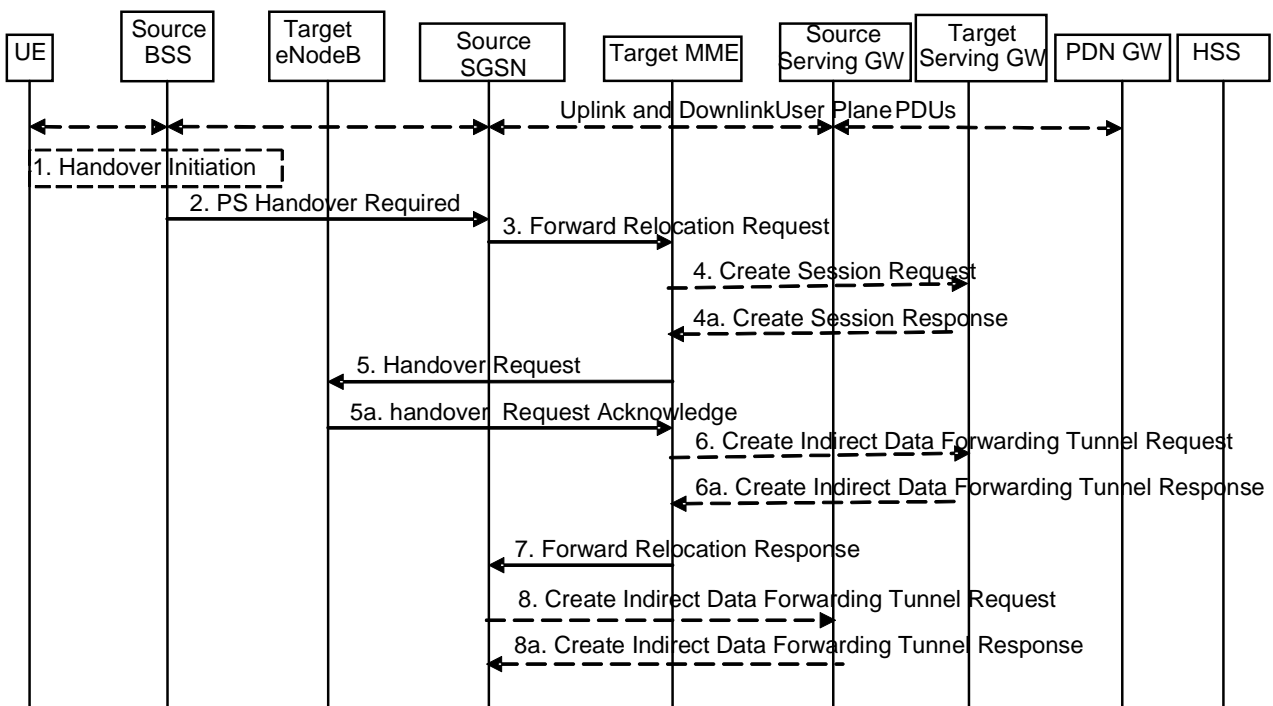 UE
Source
BSS
Target
eNodeB
Source
SGSN
Target MME
Source
Serving GW
Target
Serving GW
PDN GW
HSS
Uplink and DownlinkUser PlanePDUs
1. Handover Initiation
2. PS Handover Required
3. Forward Relocation Request
4. Create Session Request
4a. Create Session Response
5. Handover Request
5a. handover Request Acknowledge
6. Create Indirect Data Forwarding Tunnel Request
6a. Create Indirect Data Forwarding Tunnel Response
7. Forward Relocation Response
8. Create Indirect Data Forwarding Tunnel Request
8a. Create Indirect Data Forwarding Tunnel Response